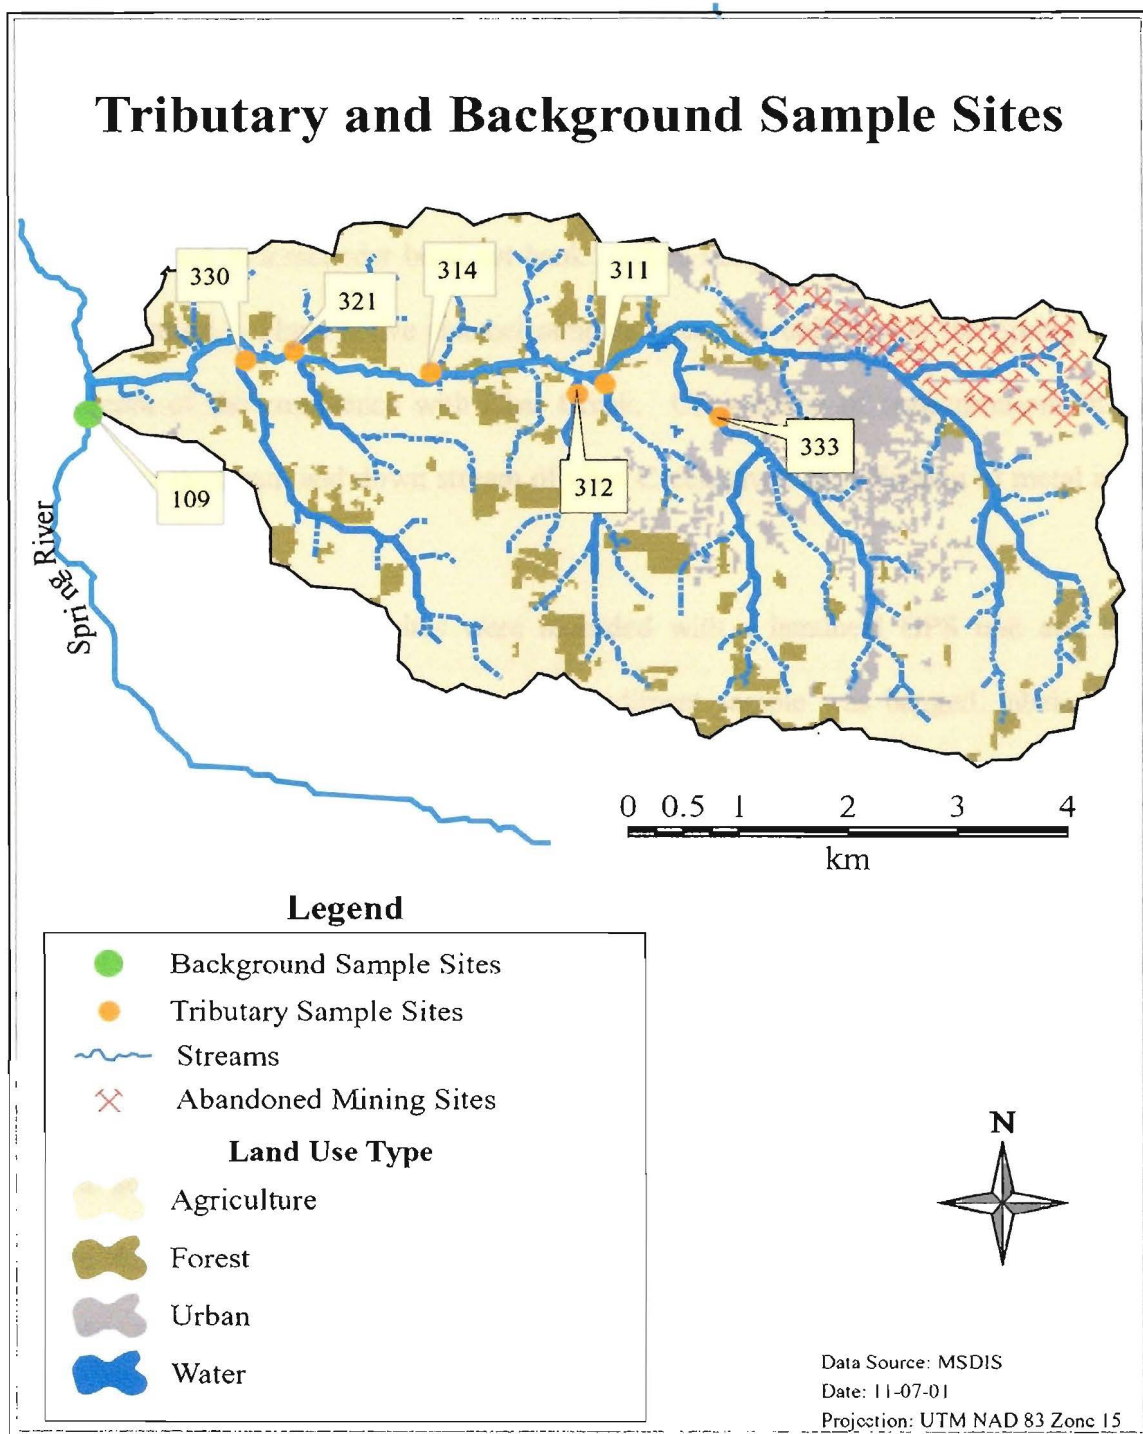 Tributary and Background Sample Sites
330
321
314
311
109
312
333
Spring River
0 0.5 1 2 3 4
km
Legend
Background Sample Sites
Tributary Sample Sites
Streams
Abandoned Mining Sites
Land Use Type
Agriculture
Forest
Urban
Water
N
Data Source: MSDIS
Date: 11-07-01
Projection: UTM NAD 83 Zone 15